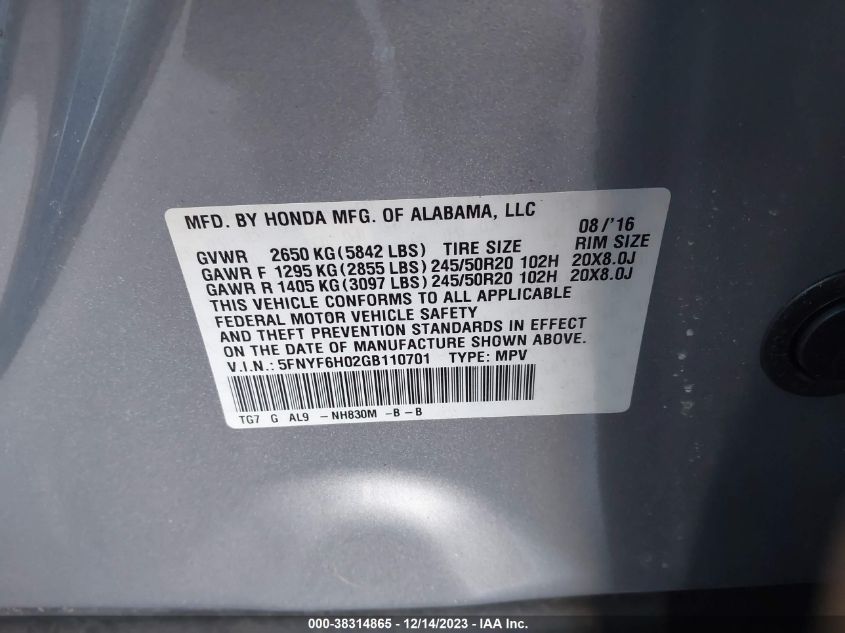 MFD. BY HONDA MFG. OF ALABAMA, LLC 08/'16
GVWR 2650 KG(5842 LBS) TIRE SIZE RIM SIZE
GAWR F 1295 KG(2855 LBS)245/50R20 102H 20X8.0J
GAWR R 1405 KG(3097 LBS)245/50R20 102H 20X8.0J
THIS VEHICLE CONFORMS TO ALL APPLICABLE
FEDERAL MOTOR VEHICLE SAFETY
AND THEFT PREVENTION STANDARDS IN EFFECT
ON THE DATE OF MANUFACTURE SHOWN ABOVE.
V.I.N.: 5FNYF6H02GB110701 TYPE: MPV
TG7 G AL9 -NH830M -B-B
000-38314865 - 12/14/2023 - IAA Inc.